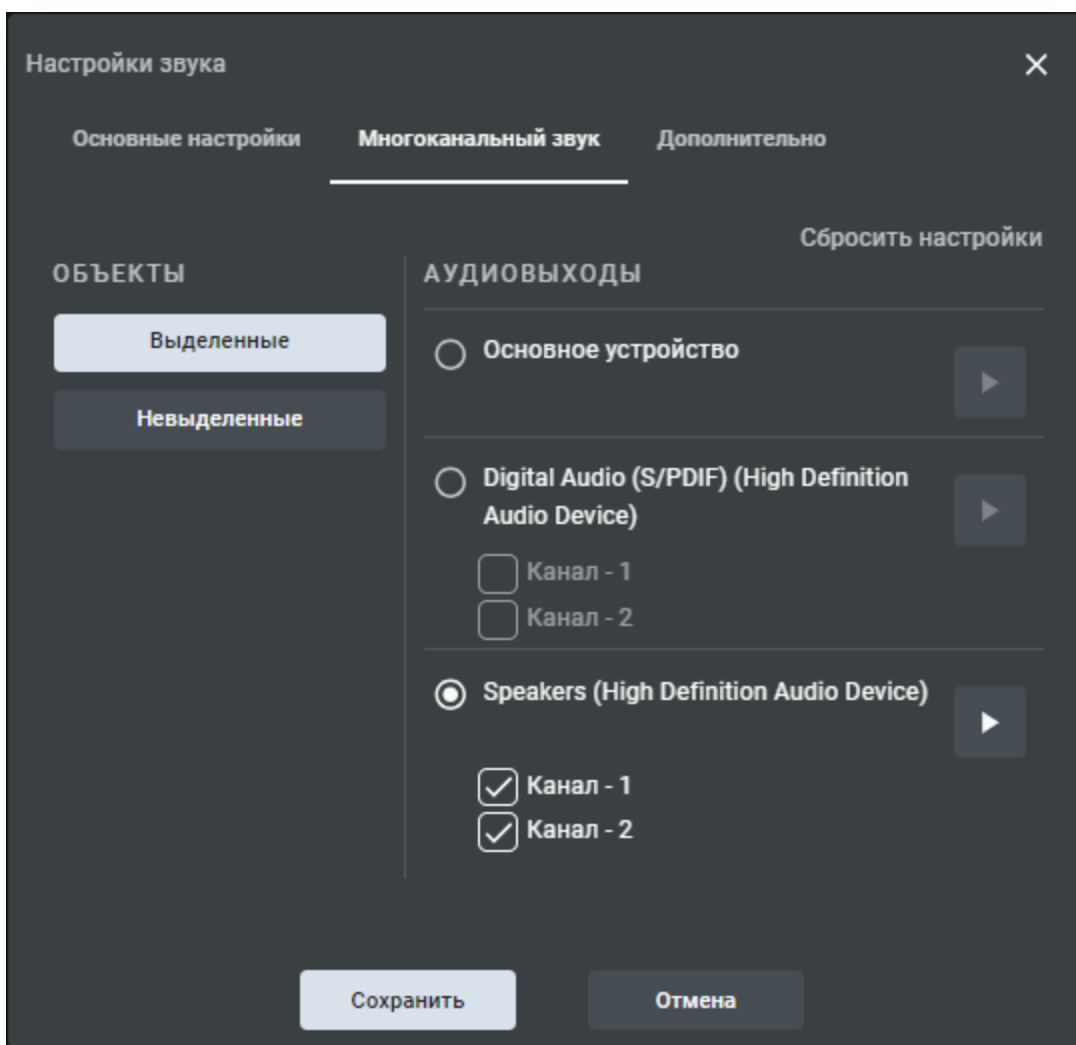 Настройки звука
Основные настройки Многоканальный звук Дополнительно
Сбросить настройки
ОБЪЕКТЫ
Выделенные
Невыделенные
АУДИОВЫХОДЫ
Основное устройство
Digital Audio (S/PDIF) (High Definition
Audio Device)
Канал - 1
Канал - 2
Speakers (High Definition Audio Device)
Канал - 1
Канал - 2
Сохранить Отмена